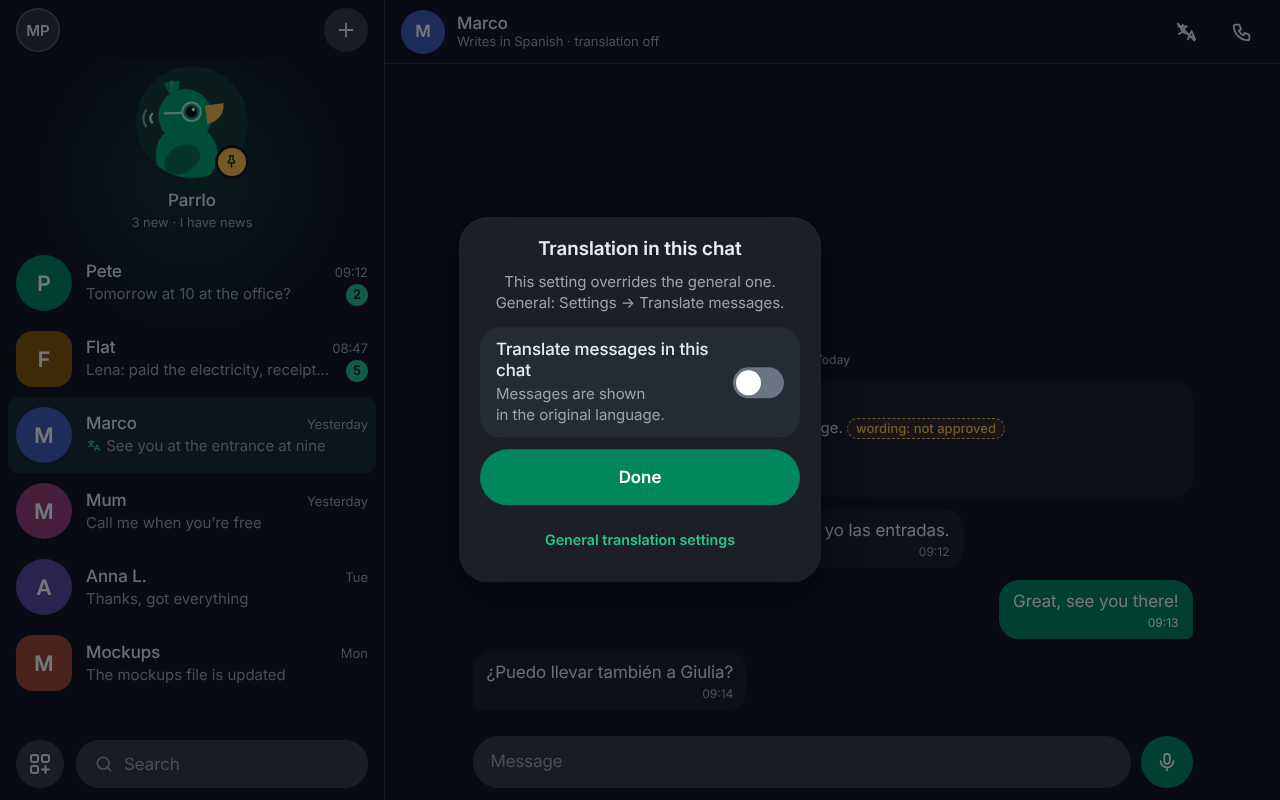 MP
Parrlo
3 new · I have news
P
Pete
09:12
Tomorrow at 10 at the office?
2
F
Flat
08:47
Lena: paid the electricity, receipt…
5
M
Marco
Yesterday
See you at the entrance at nine
M
Mum
Yesterday
Call me when you’re free
A
Anna L.
Tue
Thanks, got everything
M
Mockups
Mon
The mockups file is updated
Search
M
Marco
Writes in Spanish · translation off
Translation in this chat
This setting overrides the general one.
General: Settings → Translate messages.
Translate messages in this
chat
Messages are shown
in the original language.
Done
General translation settings
wording: not approved
yo las entradas.
09:12
Great, see you there!
09:13
¿Puedo llevar también a Giulia?
09:14
Message